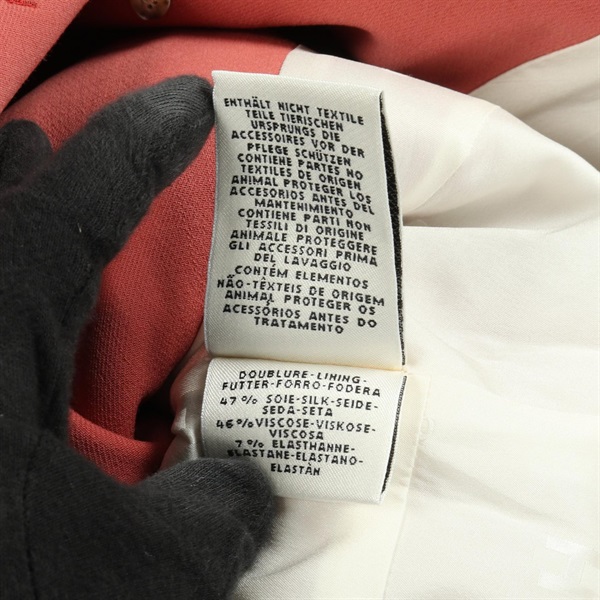 ENTHÄLT NICHT TEXTILE
TEILE TIERISCHEN
URSPRUNGS DIE
ACCESSOIRES VOR DER
PFLEGE SCHÜTZEN
CONTIENE PARTES NO
TEXTILES DE ORIGEN
ANIMAL PROTEGER LOS
ACCESORIOS ANTES DEL
MANTENIMIENTO
CONTIENE PARTI NON
TESSILI DI ORIGINE
ANIMALE PROTEGGERE
GLI ACCESSORI PRIMA
DEL LAVAGGIO
CONTÉM ELEMENTOS
NÃO-TÊXTEIS DE ORIGEM
ANIMAL PROTEGER OS
ACESSÓRIOS ANTES DO
TRATAMENTO
DOUBLURE-LINING-
FUTTER-FORRO-FODERA
47% SOIE-SILK-SEIDE-
SEDA-SETA
46% VISCOSE-VISKOSE-
VISCOSA
7% ELASTHANNE-
ELASTANE-ELASTANO-
ELASTÁN